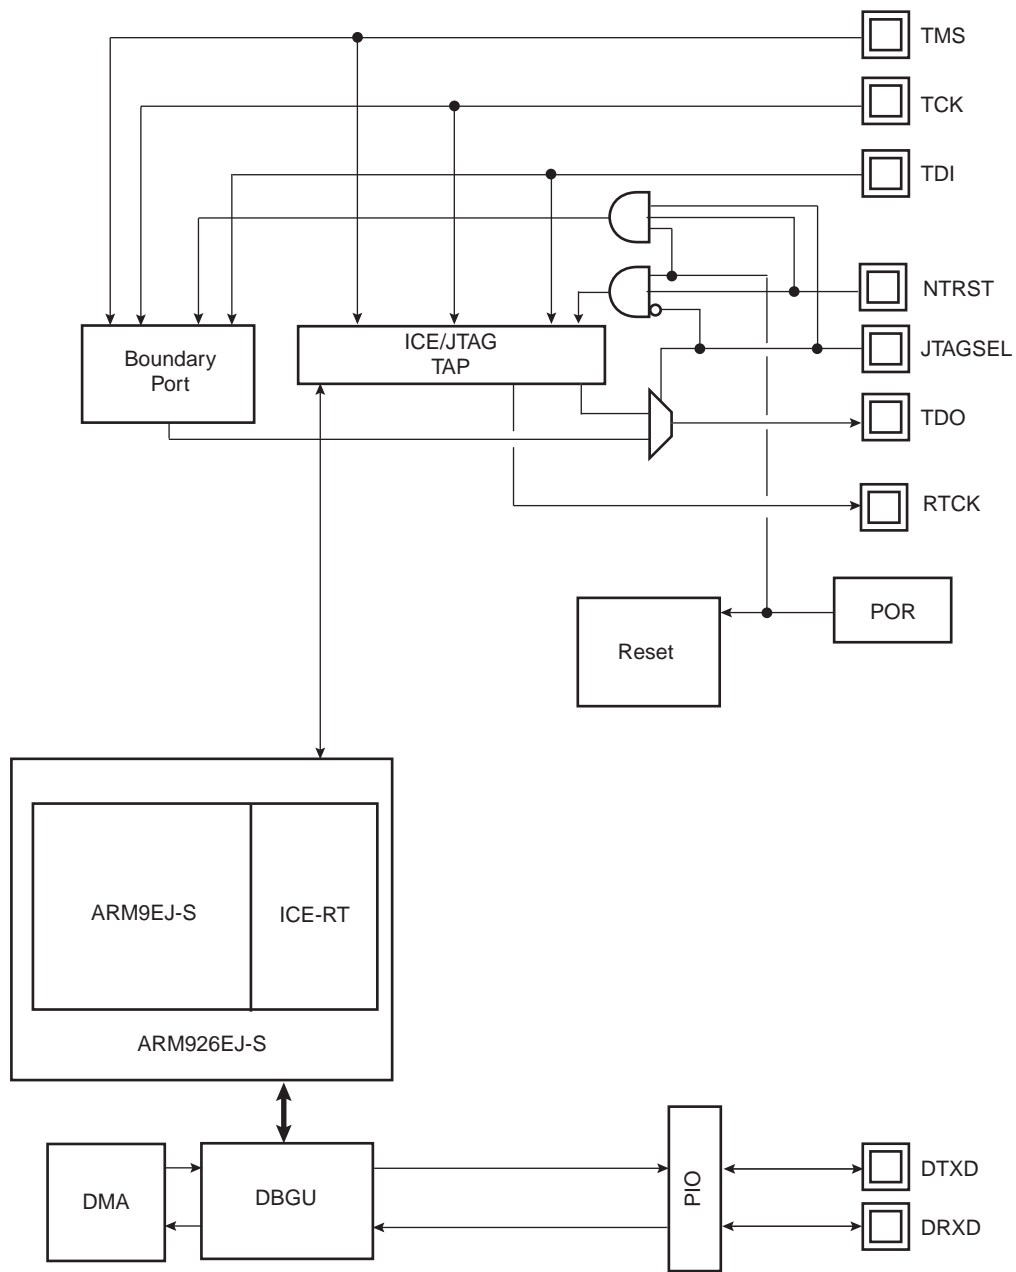 TMS
TCK
TDI
NTRST
JTAGSEL
TDO
RTCK
Boundary
Port
ICE/JTAG
TAP
POR
Reset
ARM9EJ-S
ICE-RT
ARM926EJ-S
DMA
DBGU
PIO
DTXD
DRXD